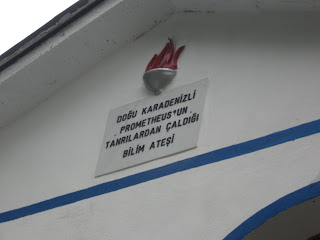 DOĞU KARADENİZLİ
. PROMETHEUS'UN .
TANRILARDAN ÇALDIĞI
BİLİM ATEŞİ